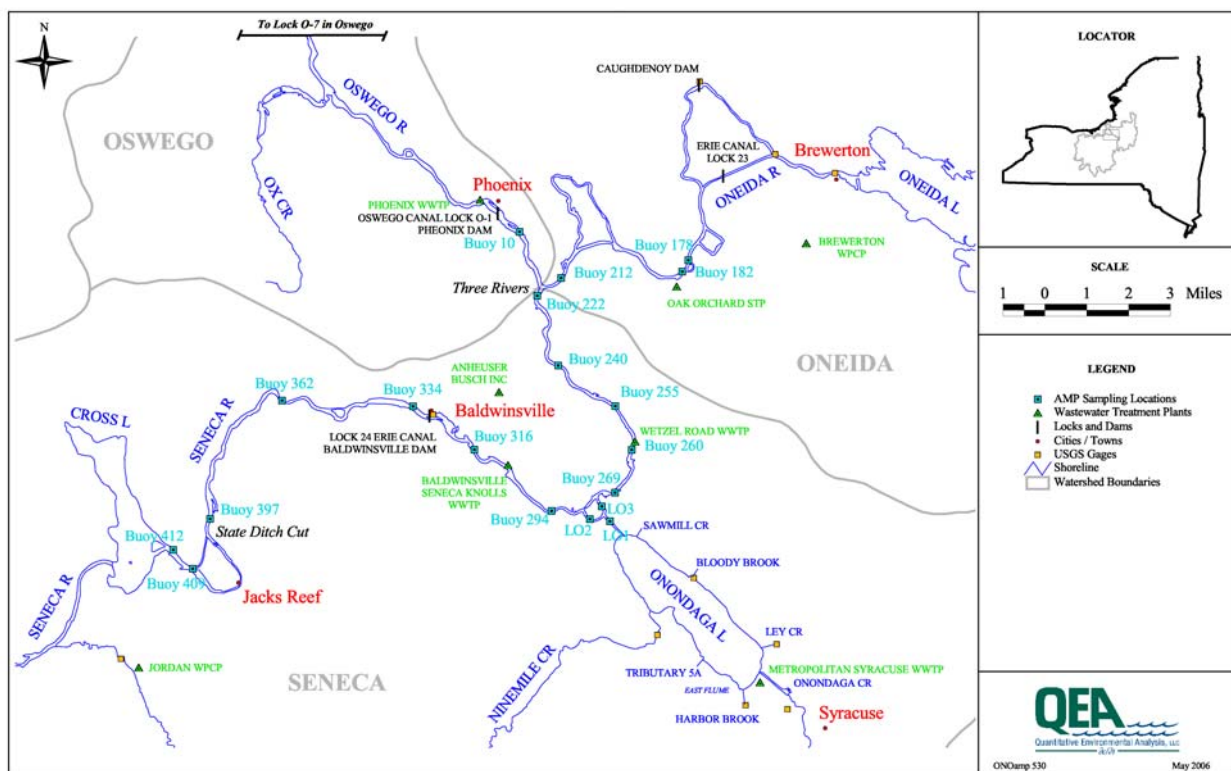 To Lock O-7 in Oswego
N
OSWEGO R
OSWEGO
OX CR
CAUGHDENOY DAM
ERIE CANAL
LOCK 23
Brewerton
ONEIDA R
ONEIDA L
Phoenix
PHOENIX WWTP
OSWEGO CANAL LOCK O-1
PHEONIX DAM
Buoy 10
Buoy 178
BREWERTON
WPCP
Buoy 212
Buoy 182
Three Rivers
Buoy 222
OAK ORCHARD STP
Buoy 240
ONEIDA
ANHEUSER
BUSCH INC
Buoy 362
Buoy 334
Buoy 255
CROSS L
SENECA R
Baldwinsville
LOCK 24 ERIE CANAL
BALDWINSVILLE DAM
Buoy 316
WETZEL ROAD WWTP
Buoy 260
BALDWINSVILLE
SENECA KNOLLS
WWTP
Buoy 269
Buoy 397
State Ditch Cut
Buoy 294
LO3
LO2
LO1
SAWMILL CR
Buoy 412
Buoy 409
Jacks Reef
BLOODY BROOK
SENECA R
ONONDAGA L
LEY CR
JORDAN WPCP
SENECA
NINEMILE CR
TRIBUTARY 5A
METROPOLITAN SYRACUSE WWTP
ONONDAGA CR
EAST FLUME
HARBOR BROOK
Syracuse
LOCATOR
SCALE
1 0 1 2 3 Miles
LEGEND
AMP Sampling Locations
Wastewater Treatment Plants
Locks and Dams
Cities / Towns
USGS Gages
Shoreline
Watershed Boundaries
QEA
Quantitative Environmental Analysis, LLC
ONOamp 530 May 2006